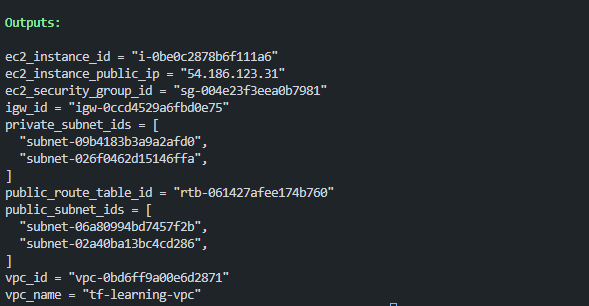 Outputs:
ec2_instance_id = "i-0be0c2878b6f111a6"
ec2_instance_public_ip = "54.186.123.31"
ec2_security_group_id = "sg-004e23f3eea0b7981"
igw_id = "igw-0ccd4529a6fbd0e75"
private_subnet_ids = [
  "subnet-09b4183b3a9a2afd0",
  "subnet-026f0462d15146ffa",
]
public_route_table_id = "rtb-061427afee174b760"
public_subnet_ids = [
  "subnet-06a80994bd7457f2b",
  "subnet-02a40ba13bc4cd286",
]
vpc_id = "vpc-0bd6ff9a00e6d2871"
vpc_name = "tf-learning-vpc"